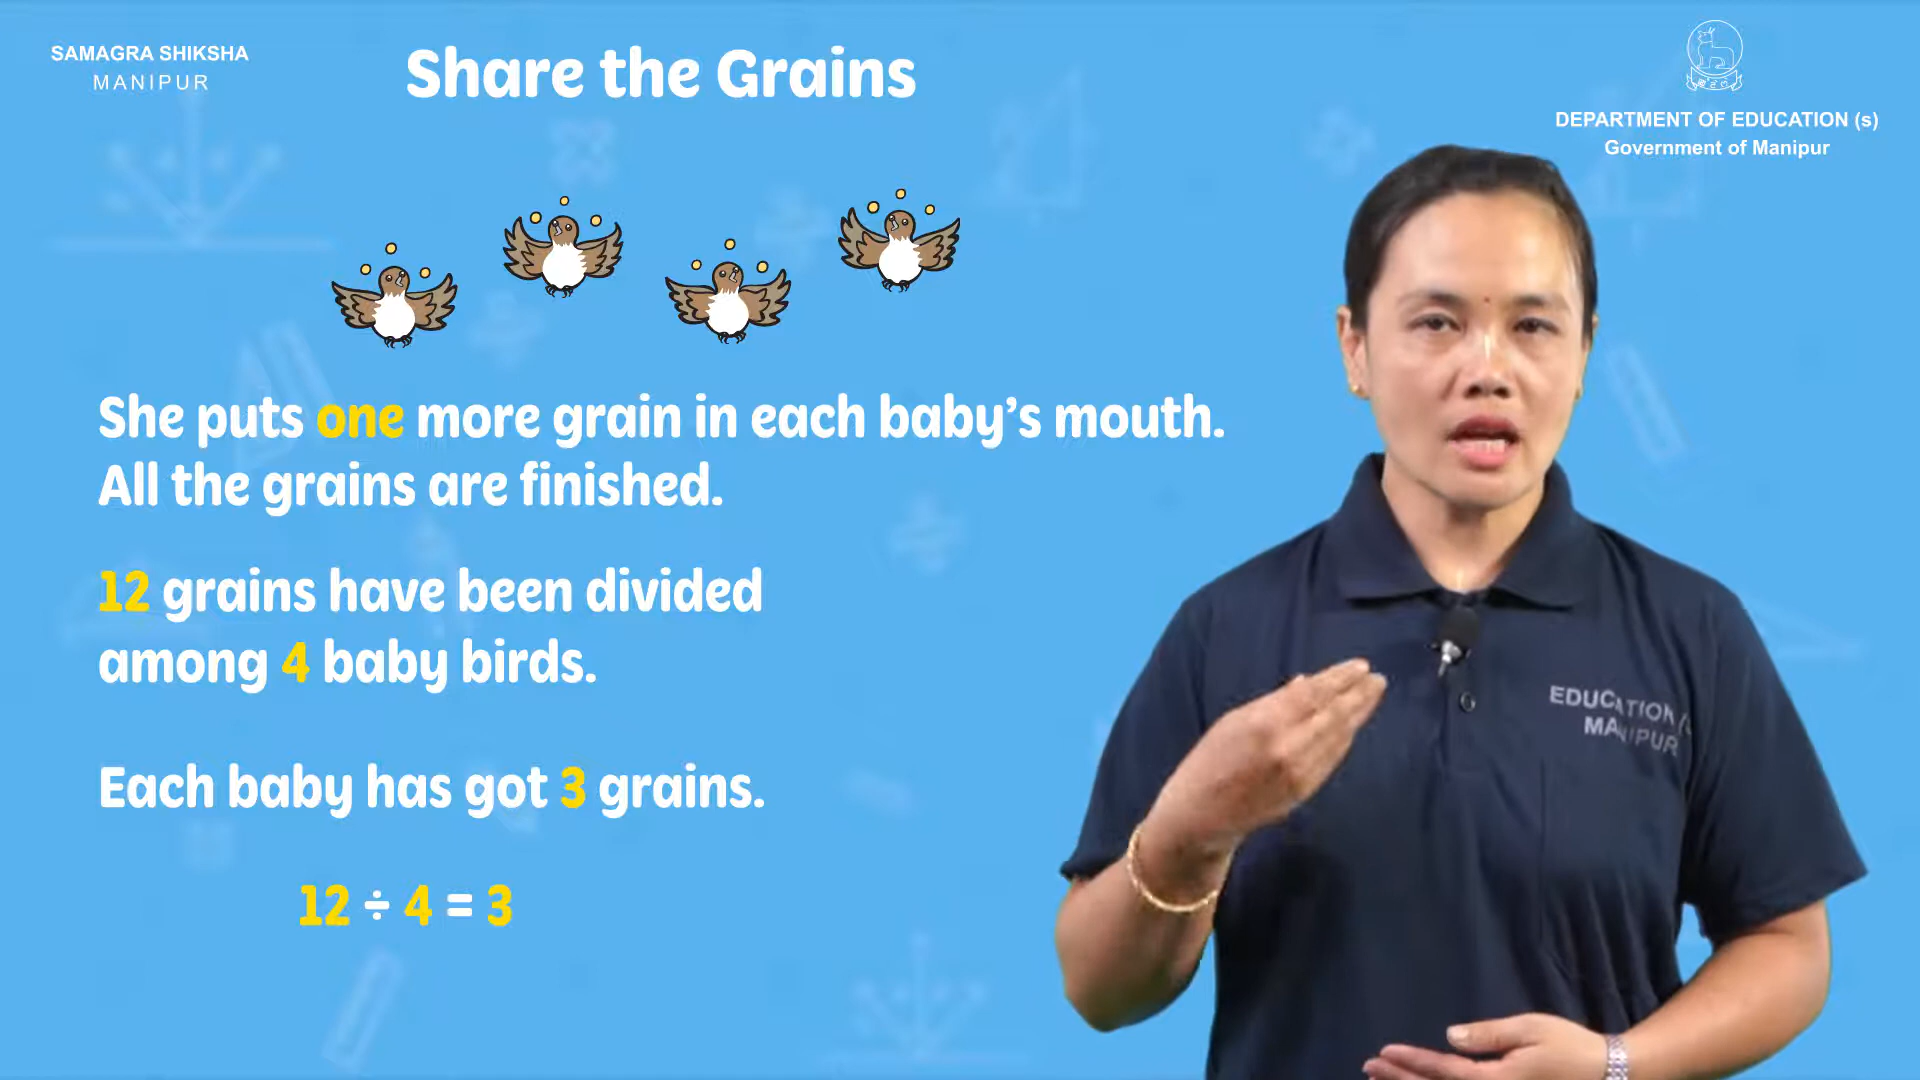 SAMAGRA SHIKSHA
MANIPUR
Share the Grains
DEPARTMENT OF EDUCATION (s)
Government of Manipur
She puts one more grain in each baby's mouth.
All the grains are finished.
12 grains have been divided
among 4 baby birds.
Each baby has got 3 grains.
12 ÷ 4 = 3
EDUCATION
MANIPUR